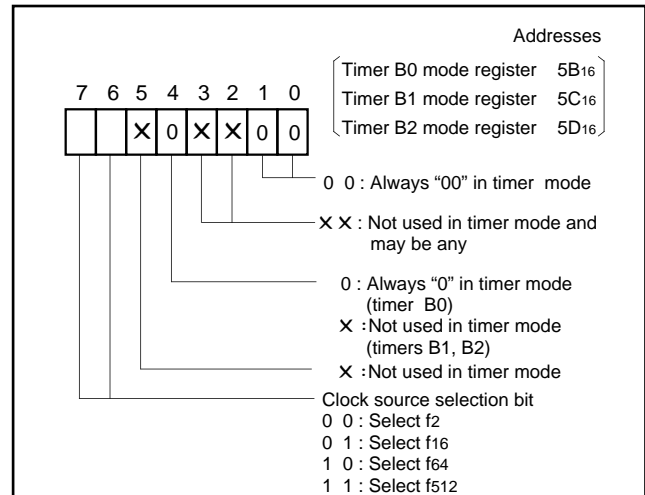 Addresses
Timer B0 mode register 5B16
Timer B1 mode register 5C16
Timer B2 mode register 5D16
7 6 5 4 3 2 1 0
× 0 × × 0 0
0 0 : Always “00” in timer mode
× × : Not used in timer mode and
may be any
0 : Always “0” in timer mode
(timer B0)
× : Not used in timer mode
(timers B1, B2)
× : Not used in timer mode
Clock source selection bit
0 0 : Select f2
0 1 : Select f16
1 0 : Select f64
1 1 : Select f512